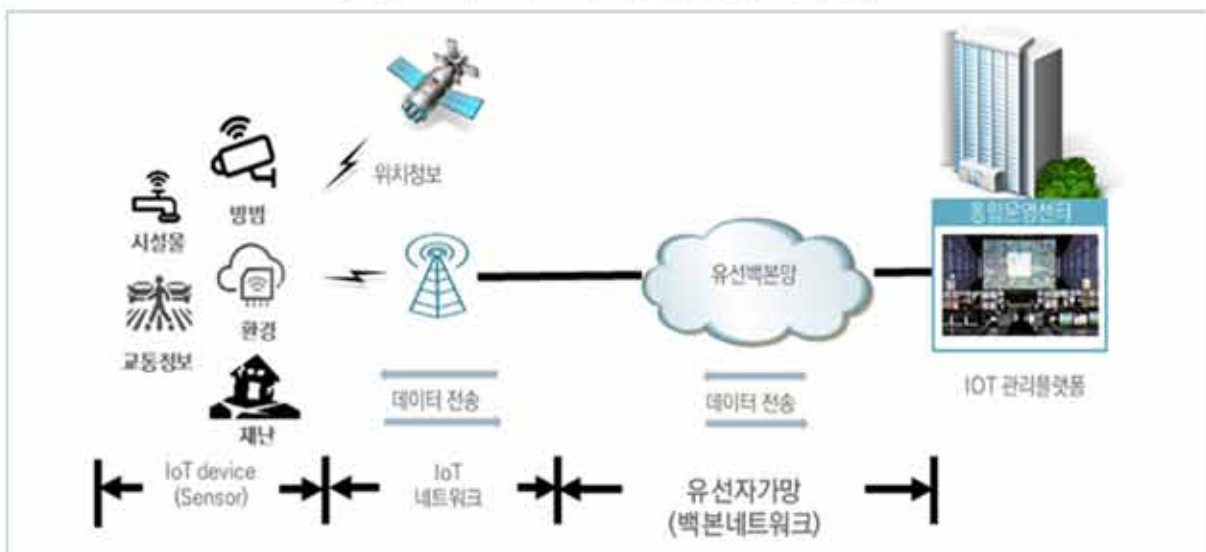 위치정보
방범
시설물
환경
교통정보
재난
유선백본망
통합운영센터
IOT 관리플랫폼
데이터 전송
데이터 전송
IoT device
(Sensor)
IoT
네트워크
유선자가망
(백본네트워크)